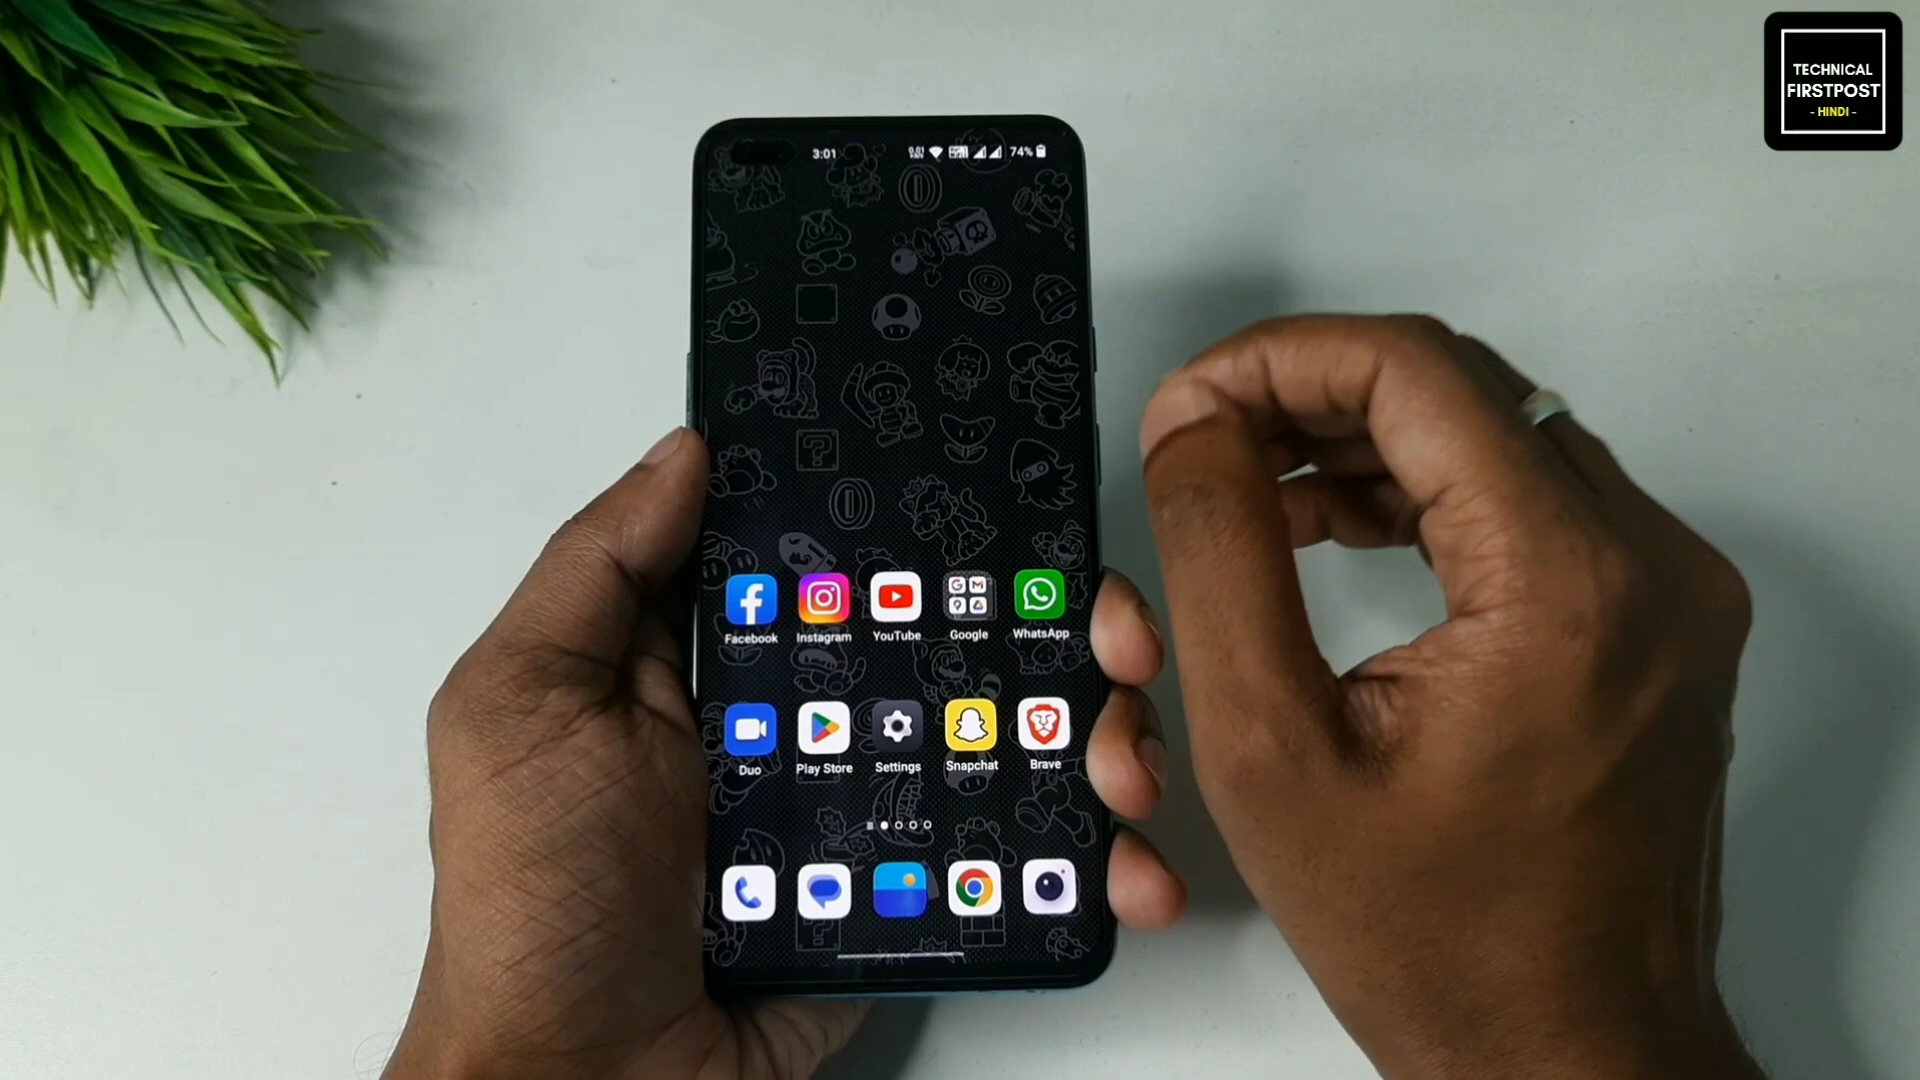 TECHNICAL
FIRSTPOST
- HINDI -
3:01
74%
Facebook
Instagram
YouTube
Google
WhatsApp
Duo
Play Store
Settings
Snapchat
Brave